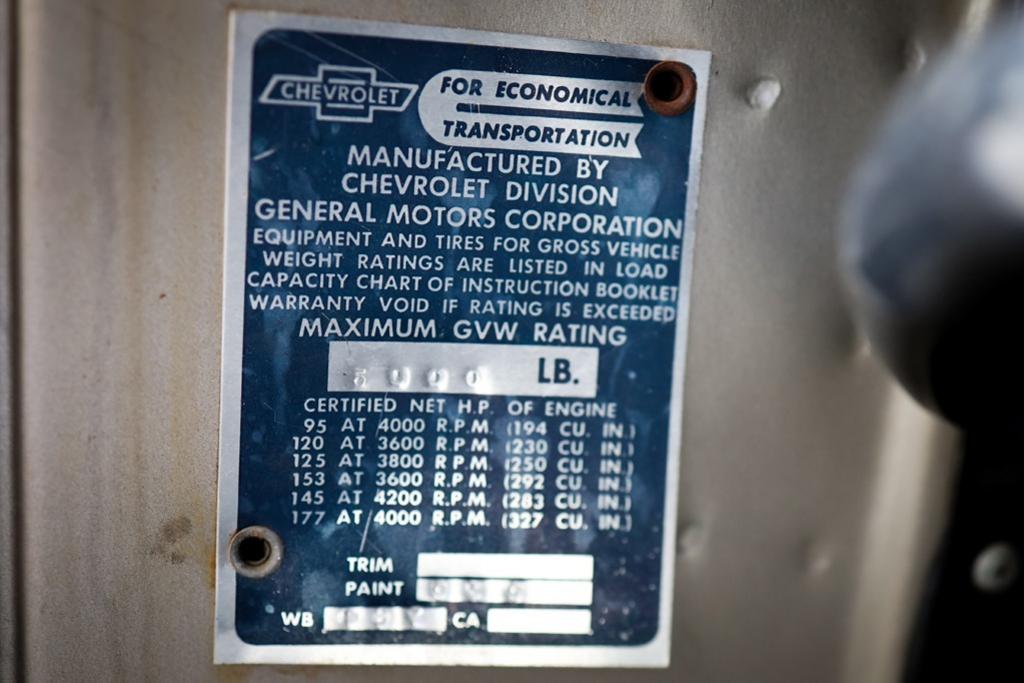 CHEVROLET
FOR ECONOMICAL
TRANSPORTATION
MANUFACTURED BY
CHEVROLET DIVISION
GENERAL MOTORS CORPORATION
EQUIPMENT AND TIRES FOR GROSS VEHICLE
WEIGHT RATINGS ARE LISTED IN LOAD
CAPACITY CHART OF INSTRUCTION BOOKLET
WARRANTY VOID IF RATING IS EXCEEDED
MAXIMUM GVW RATING
5000 LB.
CERTIFIED NET H.P. OF ENGINE
95 AT 4000 R.P.M. (194 CU. IN.)
120 AT 3600 R.P.M. (230 CU. IN.)
125 AT 3800 R.P.M. (250 CU. IN.)
153 AT 3600 R.P.M. (292 CU. IN.)
145 AT 4200 R.P.M. (283 CU. IN.)
177 AT 4000 R.P.M. (327 CU. IN.)
TRIM
PAINT
WB CA